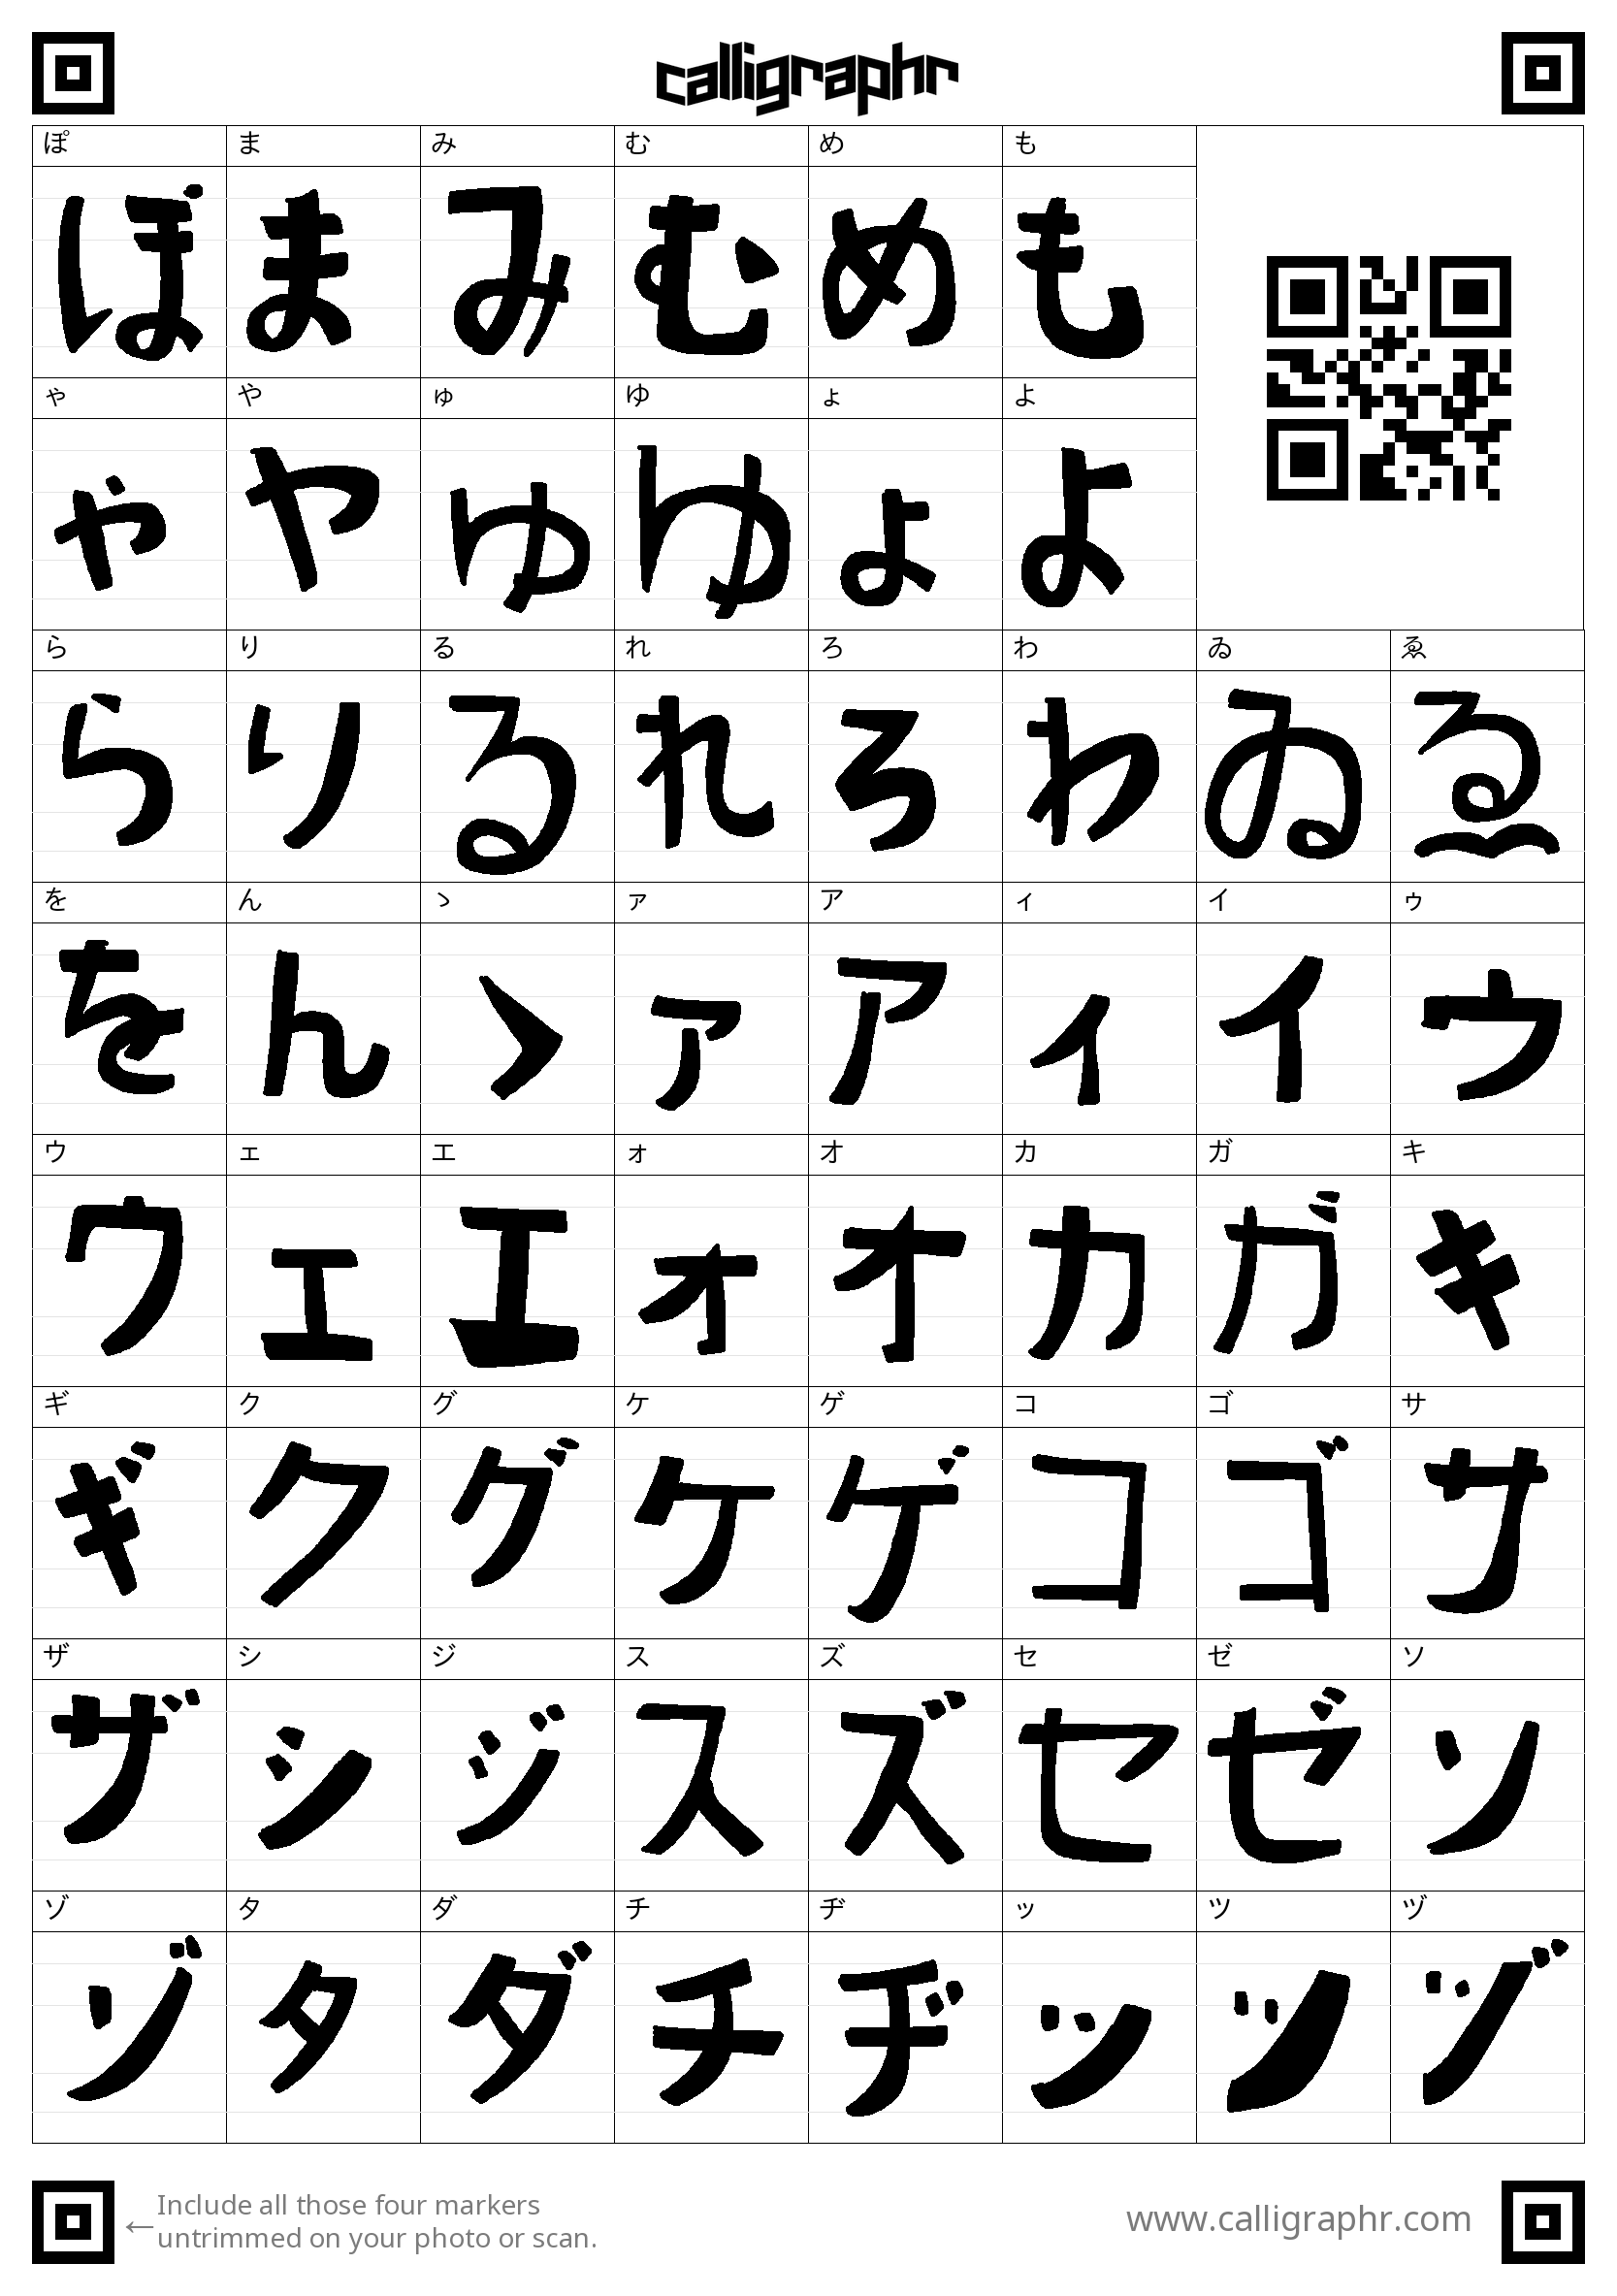 calligraphr
ぽ ま み む め も
ぽ ま み む め も
ゃ や ゅ ゆ ょ よ
ゃ や ゅ ゆ ょ よ
ら り る れ ろ わ ゐ ゑ
ら り る れ ろ わ ゐ ゑ
を ん ゝ ァ ア ィ イ ゥ
を ん ゝ ァ ア ィ イ ゥ
ウ ェ エ ォ オ カ ガ キ
ウ ェ エ ォ オ カ ガ キ
ギ ク グ ケ ゲ コ ゴ サ
ギ ク グ ケ ゲ コ ゴ サ
ザ シ ジ ス ズ セ ゼ ソ
ザ シ ジ ス ズ セ ゼ ソ
ゾ タ ダ チ ヂ ッ ツ ヅ
ゾ タ ダ チ ヂ ッ ツ ヅ
←Include all those four markers
untrimmed on your photo or scan.
www.calligraphr.com